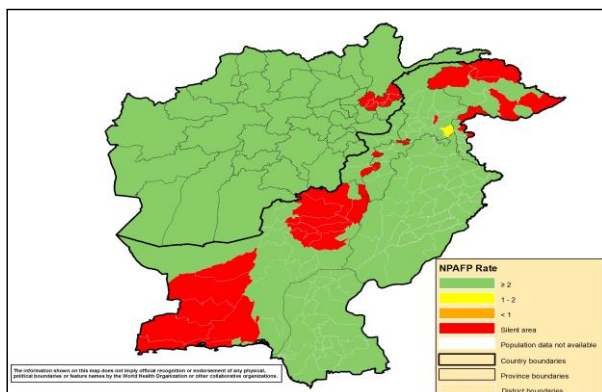 NPAFP Rate
≥ 2
1 - 2
< 1
Silent area
Population data not available
Country boundaries
Province boundaries
District boundaries
The information shown on this map does not imply official recognition or endorsement of any physical,
political boundaries or feature names by the World Health Organization or other collaborative organizations.